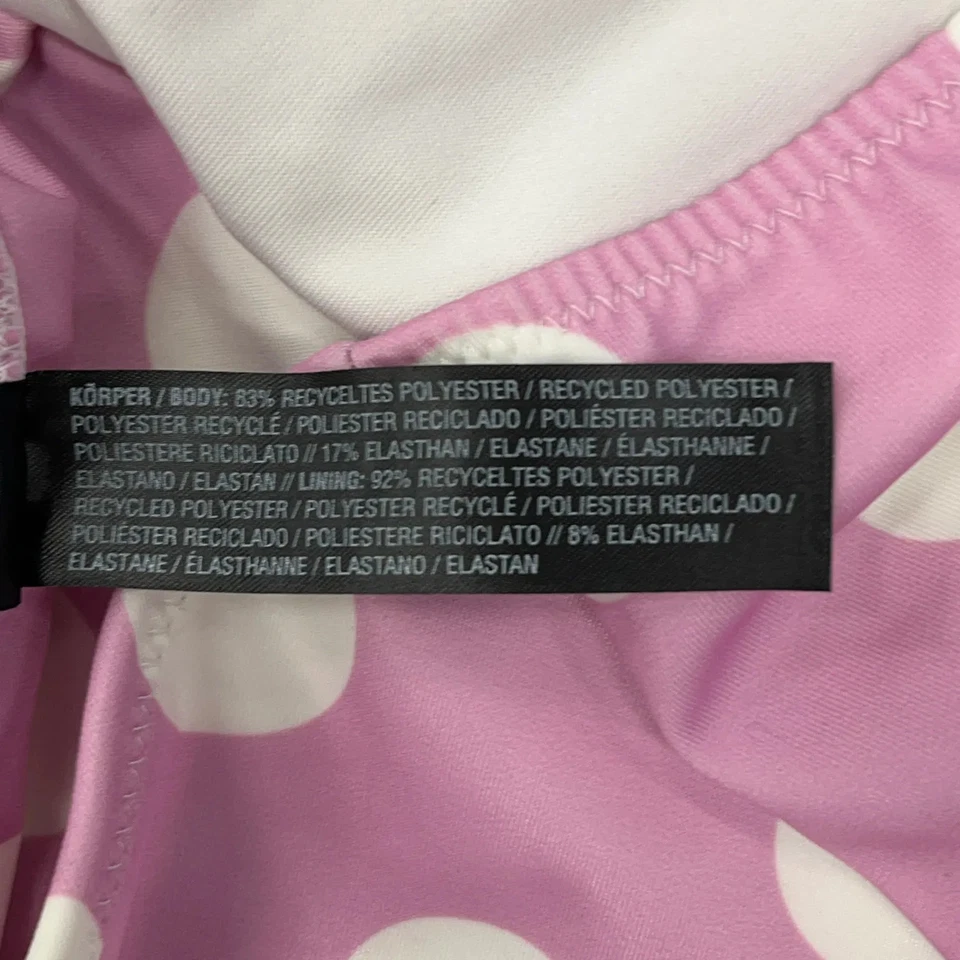 KÖRPER / BODY: 83% RECYCELTES POLYESTER / RECYCLED POLYESTER /
POLYESTER RECYCLÉ / POLIESTER RECICLADO / POLIÉSTER RECICLADO /
POLIESTERE RICICLATO // 17% ELASTHAN / ELASTANE / ÉLASTHANNE /
ELASTANO / ELASTAN // LINING: 92% RECYCELTES POLYESTER /
RECYCLED POLYESTER / POLYESTER RECYCLÉ / POLIESTER RECICLADO /
POLIÉSTER RECICLADO / POLIESTERE RICICLATO // 8% ELASTHAN /
ELASTANE / ÉLASTHANNE / ELASTANO / ELASTAN